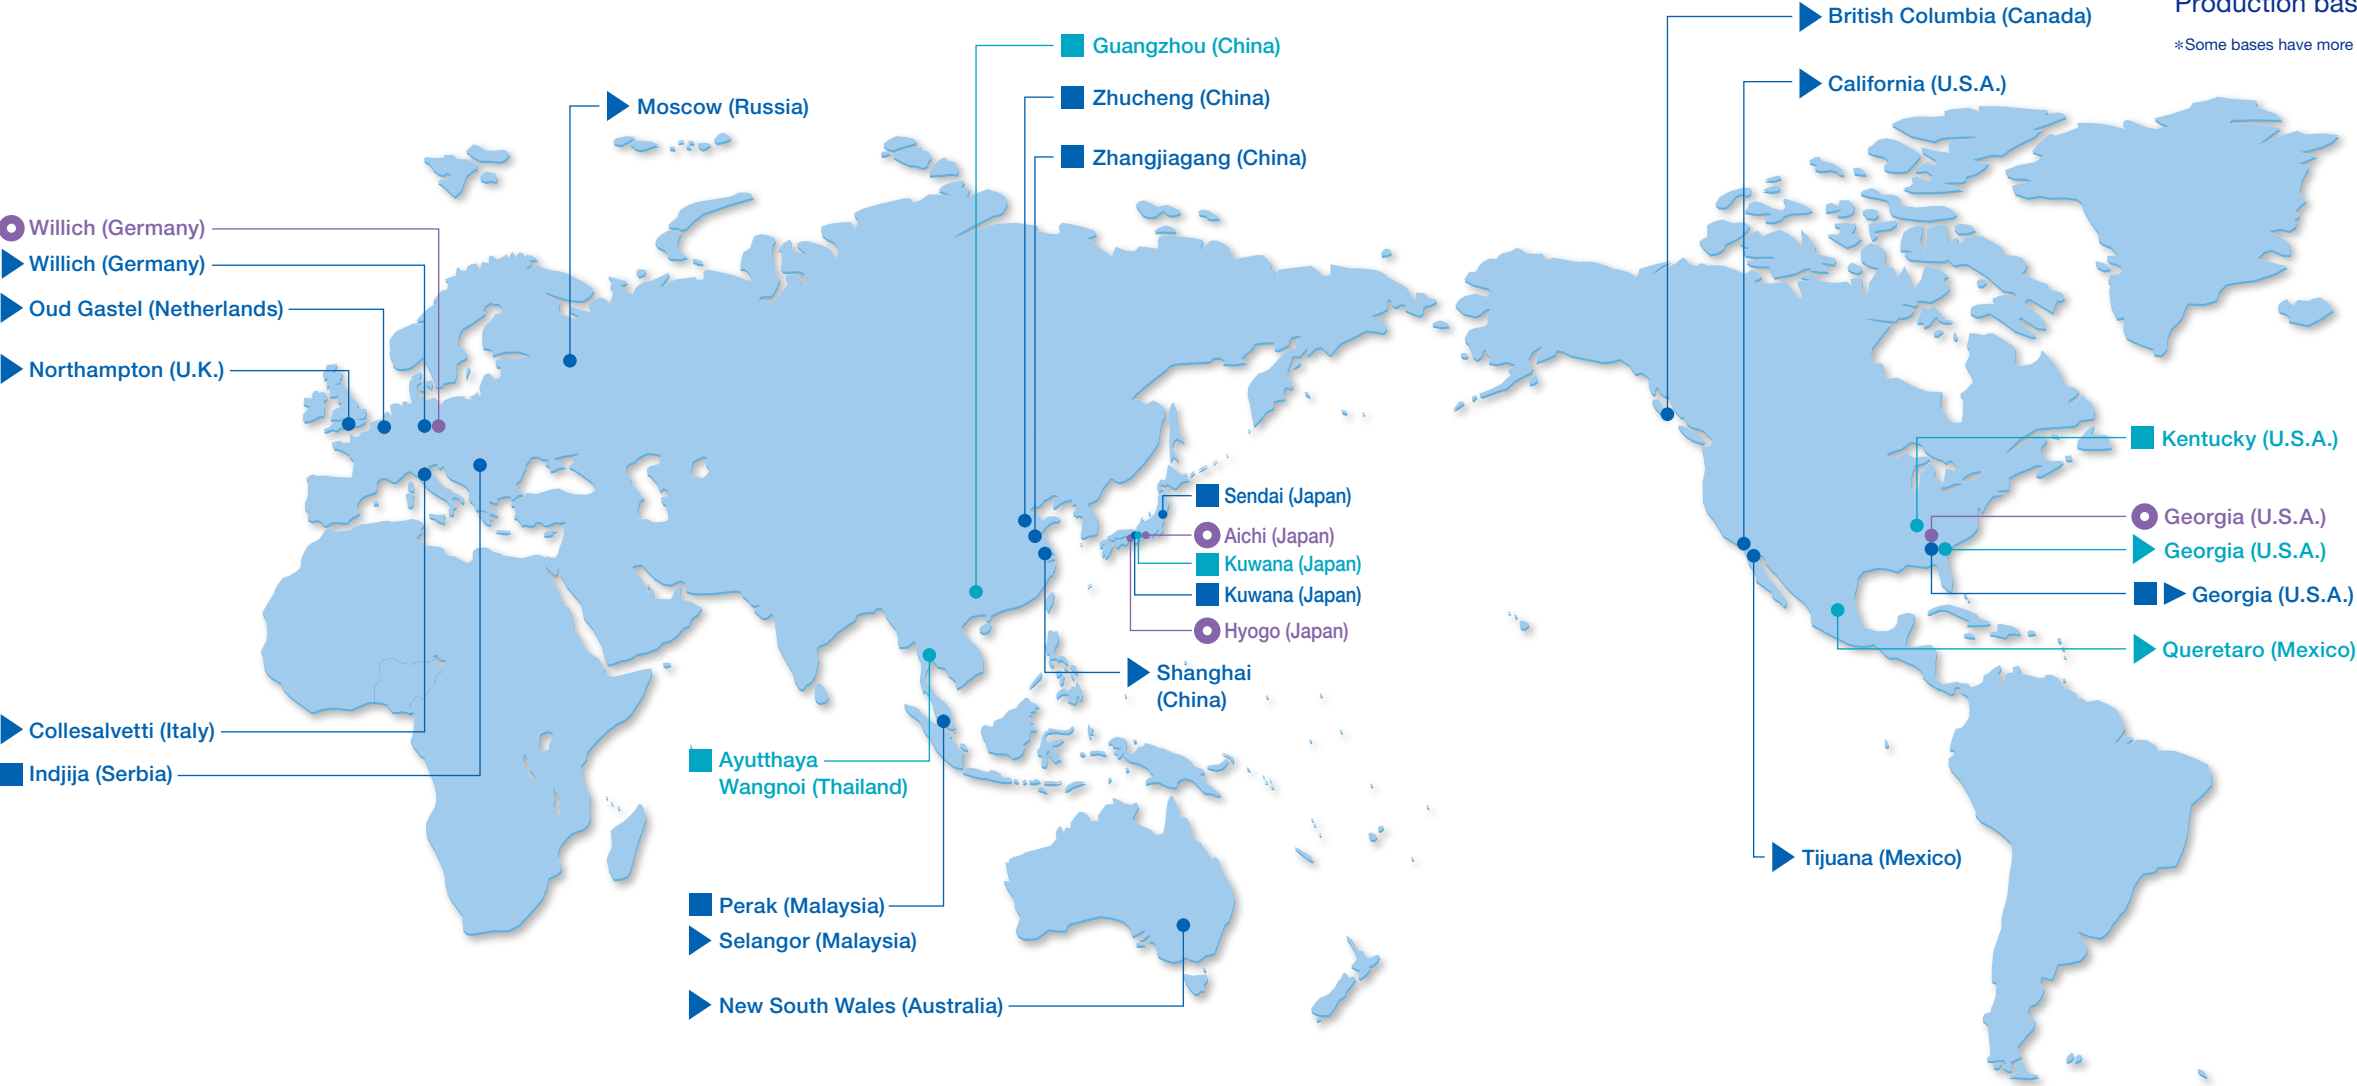 Production bas
*Some bases have more
British Columbia (Canada)
California (U.S.A.)
Guangzhou (China)
Zhucheng (China)
Zhangjiagang (China)
Moscow (Russia)
Willich (Germany)
Willich (Germany)
Oud Gastel (Netherlands)
Northampton (U.K.)
Kentucky (U.S.A.)
Sendai (Japan)
Aichi (Japan)
Kuwana (Japan)
Kuwana (Japan)
Hyogo (Japan)
Georgia (U.S.A.)
Georgia (U.S.A.)
Georgia (U.S.A.)
Queretaro (Mexico)
Shanghai
(China)
Collesalvetti (Italy)
Indjija (Serbia)
Ayutthaya
Wangnoi (Thailand)
Tijuana (Mexico)
Perak (Malaysia)
Selangor (Malaysia)
New South Wales (Australia)